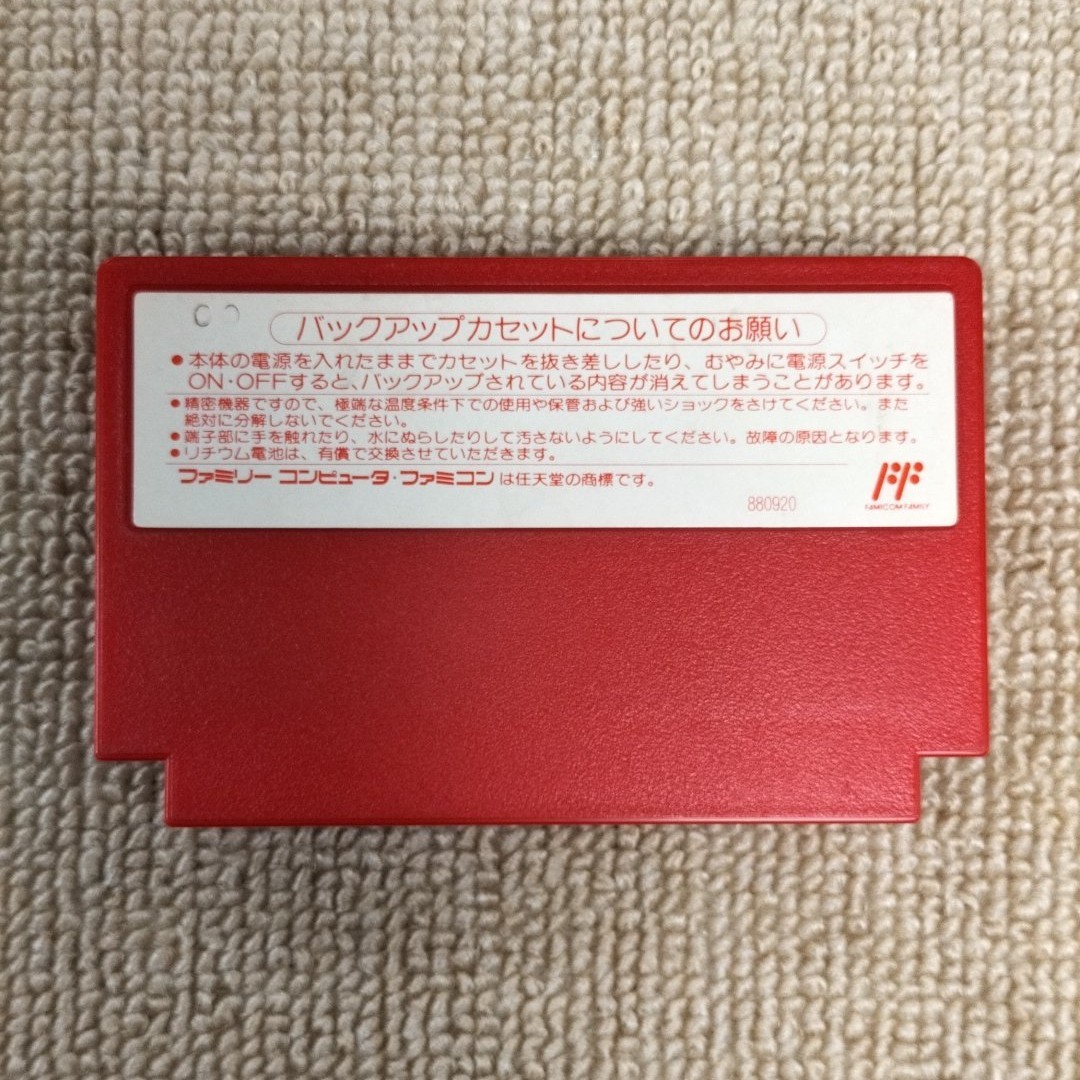 バックアップカセットについてのお願い
●本体の電源を入れたままでカセットを抜き差ししたり、むやみに電源スイッチを
ON・OFFすると、バックアップされている内容が消えてしまうことがあります。
●精密機器ですので、極端な温度条件下での使用や保管および強いショックをさけてください。また
絶対に分解しないでください。
●端子部に手を触れたり、水にぬらしたりして汚さないようにしてください。故障の原因となります。
●リチウム電池は、有償で交換させていただきます。
ファミリー コンピュータ・ファミコンは任天堂の商標です。
880920
FAMICOM FAMILY